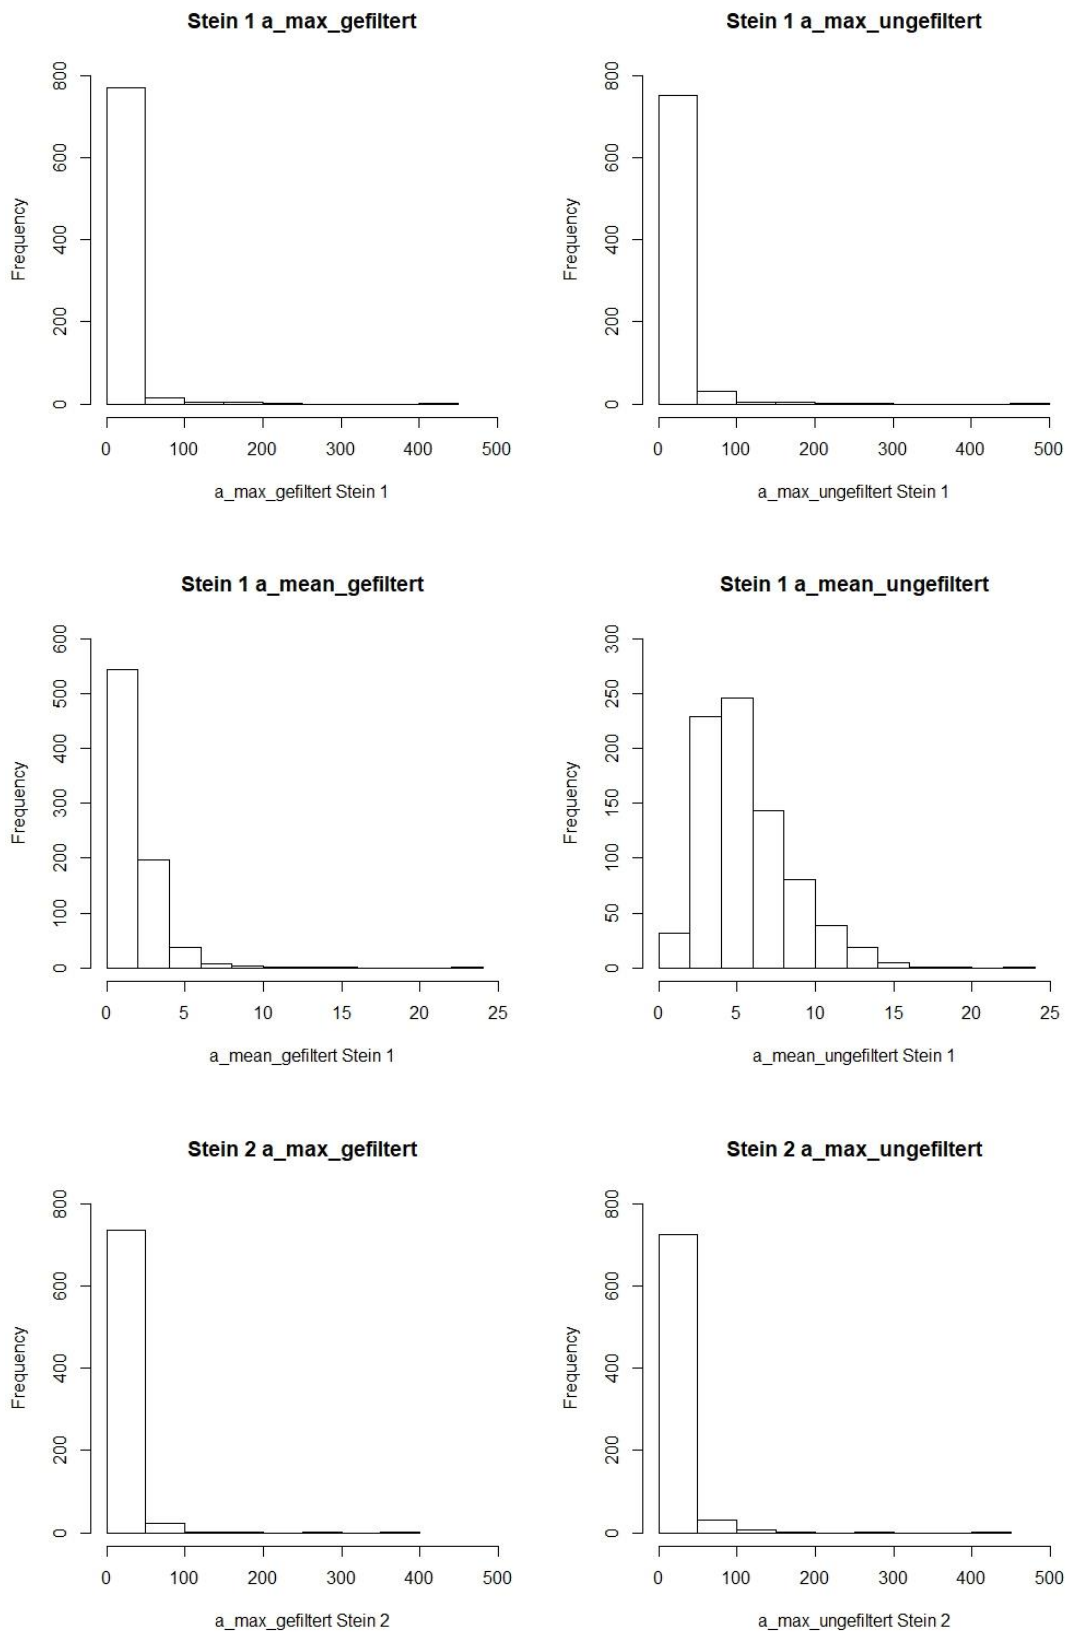 Stein 1 a_max_gefiltert
Frequency
0 200 400 600 800
0 100 200 300 400 500
a_max_gefiltert Stein 1
Stein 1 a_max_ungefiltert
Frequency
0 200 400 600 800
0 100 200 300 400 500
a_max_ungefiltert Stein 1
Stein 1 a_mean_gefiltert
Frequency
0 100 200 300 400 500 600
0 5 10 15 20 25
a_mean_gefiltert Stein 1
Stein 1 a_mean_ungefiltert
Frequency
0 50 100 150 200 250 300
0 5 10 15 20 25
a_mean_ungefiltert Stein 1
Stein 2 a_max_gefiltert
Frequency
0 200 400 600 800
0 100 200 300 400 500
a_max_gefiltert Stein 2
Stein 2 a_max_ungefiltert
Frequency
0 200 400 600 800
0 100 200 300 400 500
a_max_ungefiltert Stein 2